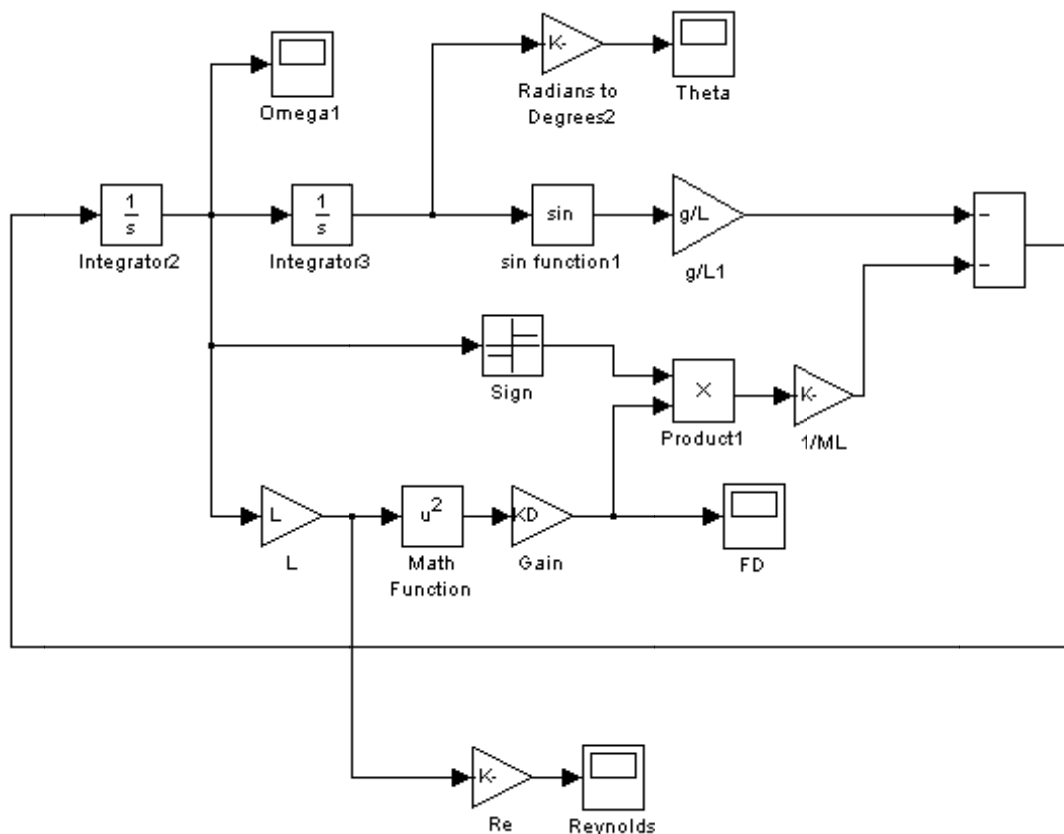 Omega1
K-
Radians to
Degrees2
Theta
1
s
Integrator2
1
s
Integrator3
sin
sin function1
g/L
g/L1
−
−
Sign
×
Product1
K-
1/ML
L
L
u2
Math
Function
KD
Gain
FD
K-
Re
Reynolds